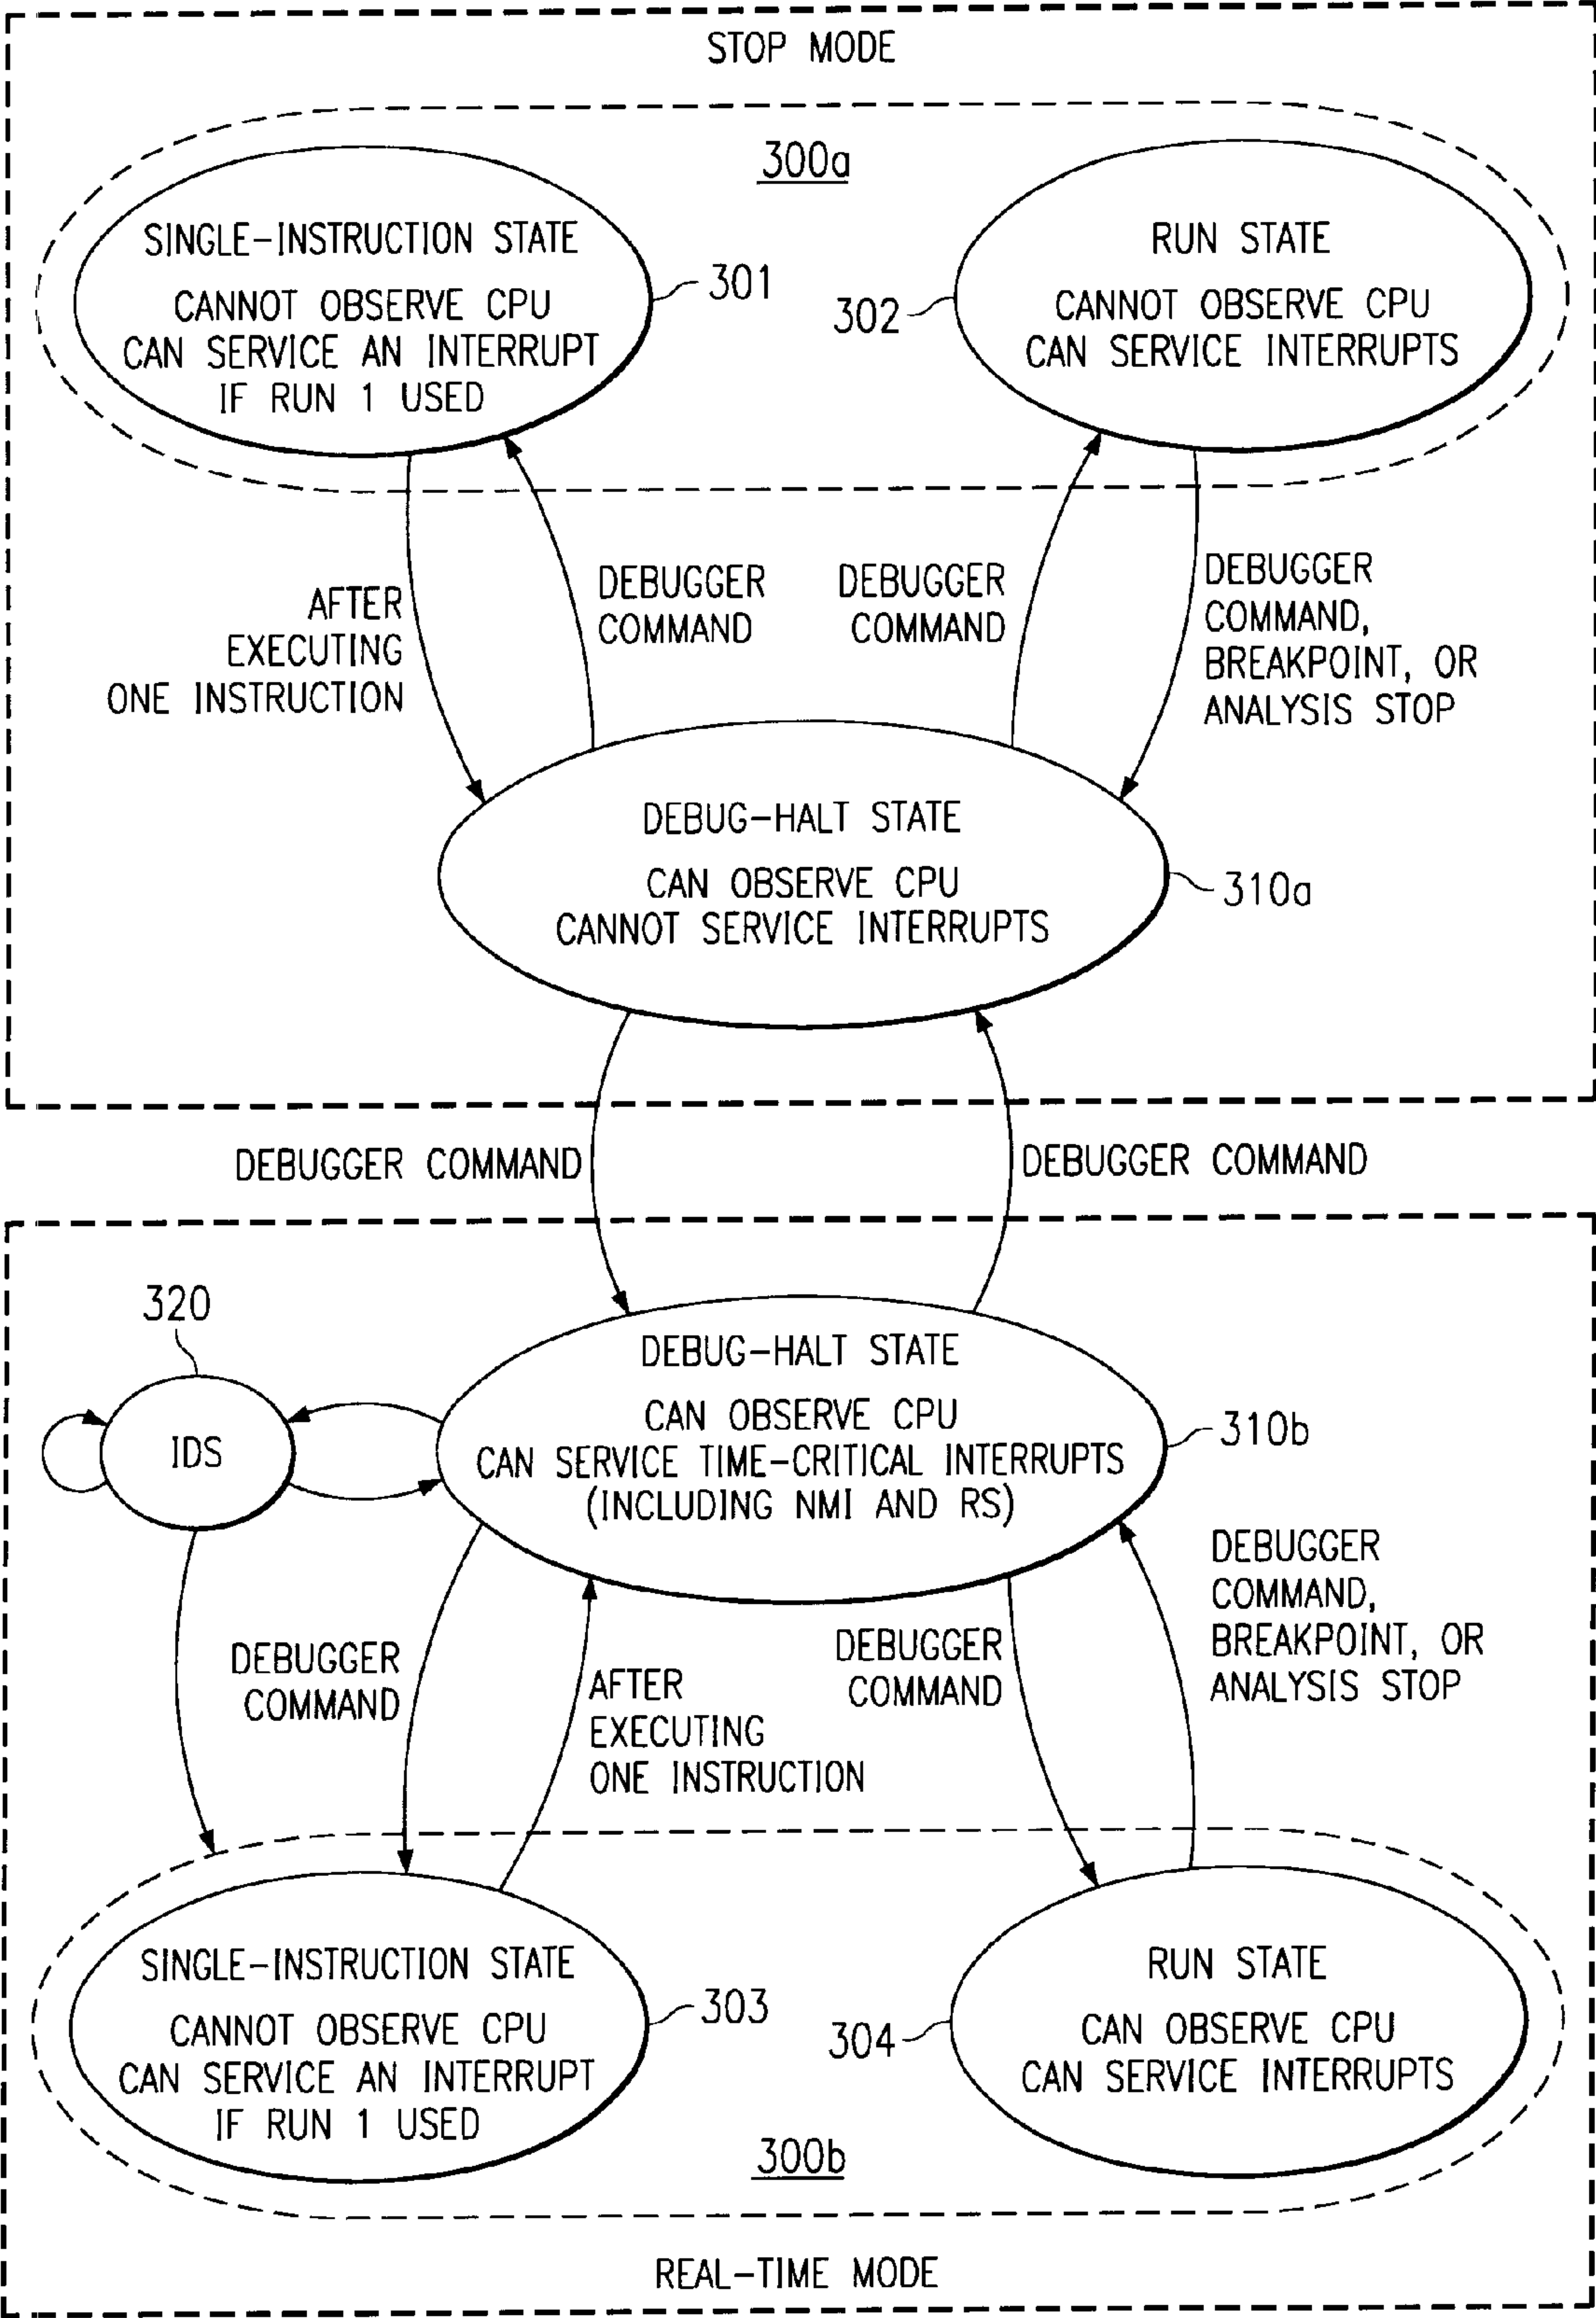 STOP MODE
300a
SINGLE-INSTRUCTION STATE
CANNOT OBSERVE CPU
CAN SERVICE AN INTERRUPT
IF RUN 1 USED
301
RUN STATE
CANNOT OBSERVE CPU
CAN SERVICE INTERRUPTS
302
AFTER
EXECUTING
ONE INSTRUCTION
DEBUGGER
COMMAND
DEBUGGER
COMMAND
DEBUGGER
COMMAND,
BREAKPOINT, OR
ANALYSIS STOP
DEBUG-HALT STATE
CAN OBSERVE CPU
CANNOT SERVICE INTERRUPTS
310a
DEBUGGER COMMAND
DEBUGGER COMMAND
320
IDS
DEBUG-HALT STATE
CAN OBSERVE CPU
CAN SERVICE TIME-CRITICAL INTERRUPTS
(INCLUDING NMI AND RS)
310b
DEBUGGER
COMMAND
AFTER
EXECUTING
ONE INSTRUCTION
DEBUGGER
COMMAND
DEBUGGER
COMMAND,
BREAKPOINT, OR
ANALYSIS STOP
SINGLE-INSTRUCTION STATE
CANNOT OBSERVE CPU
CAN SERVICE AN INTERRUPT
IF RUN 1 USED
303
RUN STATE
CAN OBSERVE CPU
CAN SERVICE INTERRUPTS
304
300b
REAL-TIME MODE